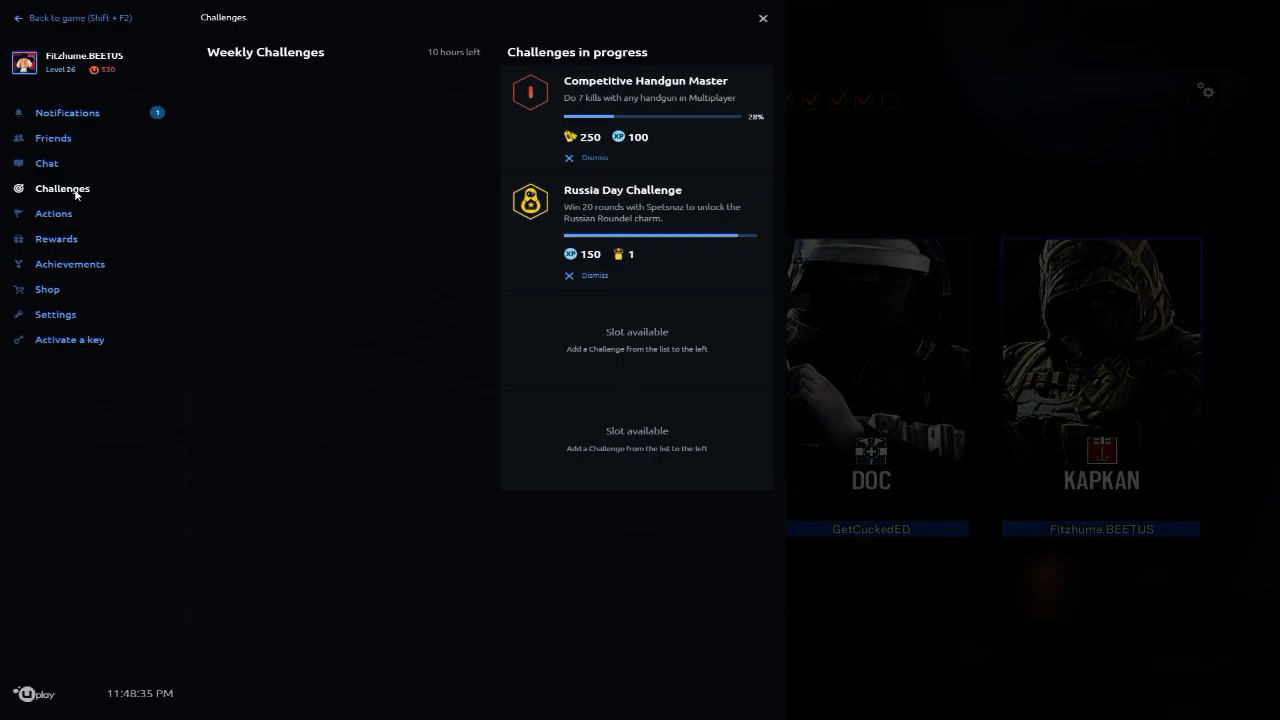 Back to game (Shift + F2)
Fitzhume.BEETUS
Level 26 530
Notifications 1
Friends
Chat
Challenges
Actions
Rewards
Achievements
Shop
Settings
Activate a key
uplay 11:48:35 PM
Challenges
Weekly Challenges 10 hours left
Challenges in progress
Competitive Handgun Master
Do 7 kills with any handgun in Multiplayer
28%
250 XP 100
Dismiss
Russia Day Challenge
Win 20 rounds with Spetsnaz to unlock the
Russian Roundel charm.
XP 150 1
Dismiss
Slot available
Add a Challenge from the list to the left
Slot available
Add a Challenge from the list to the left
DOC
GetCuckedED
KAPKAN
Fitzhume.BEETUS